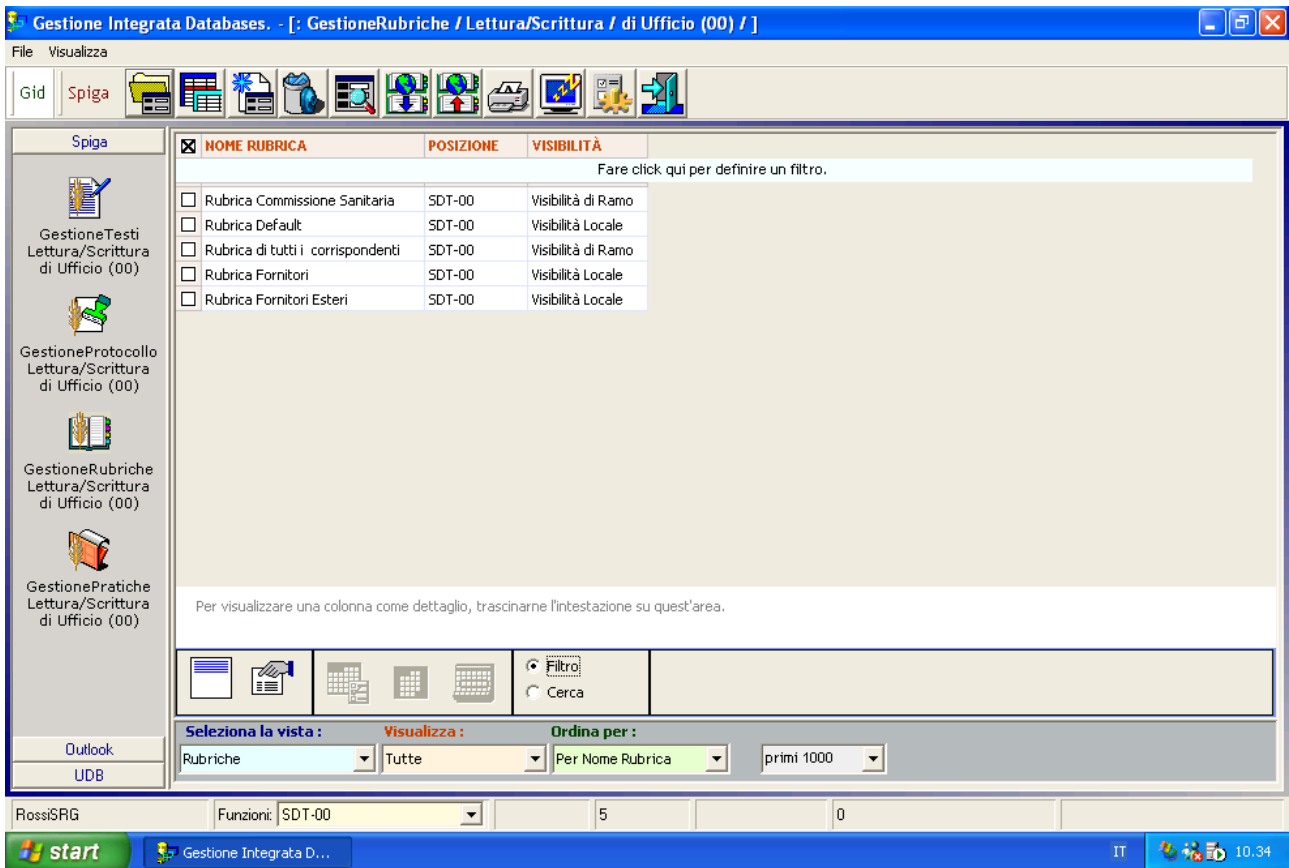 Gestione Integrata Databases. - [: GestioneRubriche / Lettura/Scrittura / di Ufficio (00) / ]
File Visualizza
Gid Spiga
Spiga
GestioneTesti
Lettura/Scrittura
di Ufficio (00)
GestioneProtocollo
Lettura/Scrittura
di Ufficio (00)
GestioneRubriche
Lettura/Scrittura
di Ufficio (00)
GestionePratiche
Lettura/Scrittura
di Ufficio (00)
Outlook
UDB
NOME RUBRICA POSIZIONE VISIBILITÀ
Fare click qui per definire un filtro.
Rubrica Commissione Sanitaria SDT-00 Visibilità di Ramo
Rubrica Default SDT-00 Visibilità Locale
Rubrica di tutti i corrispondenti SDT-00 Visibilità di Ramo
Rubrica Fornitori SDT-00 Visibilità Locale
Rubrica Fornitori Esteri SDT-00 Visibilità Locale
Per visualizzare una colonna come dettaglio, trascinarne l'intestazione su quest'area.
Filtro
Cerca
Seleziona la vista : Visualizza : Ordina per :
Rubriche Tutte Per Nome Rubrica primi 1000
RossiSRG Funzioni: SDT-00 5 0
start Gestione Integrata D... IT 10.34